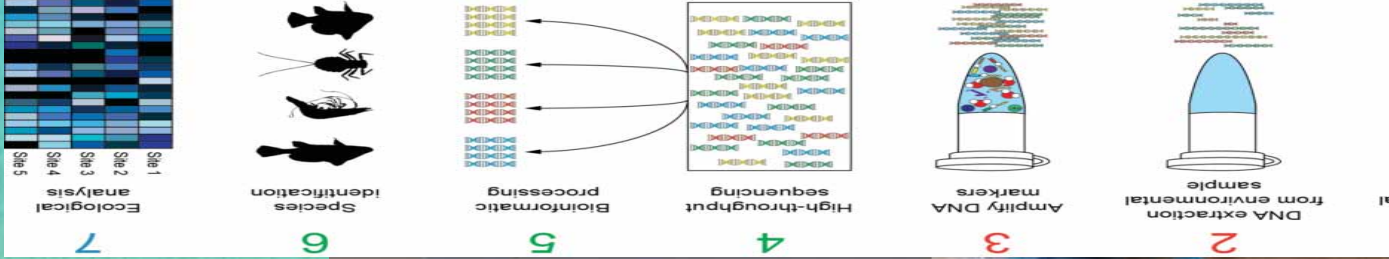 2
DNA extraction
from environmental
sample
3
Amplify DNA
markers
4
High-throughput
sequencing
5
Bioinformatic
processing
6
Species
identification
7
Ecological
analysis
Site 1
Site 2
Site 3
Site 4
Site 5